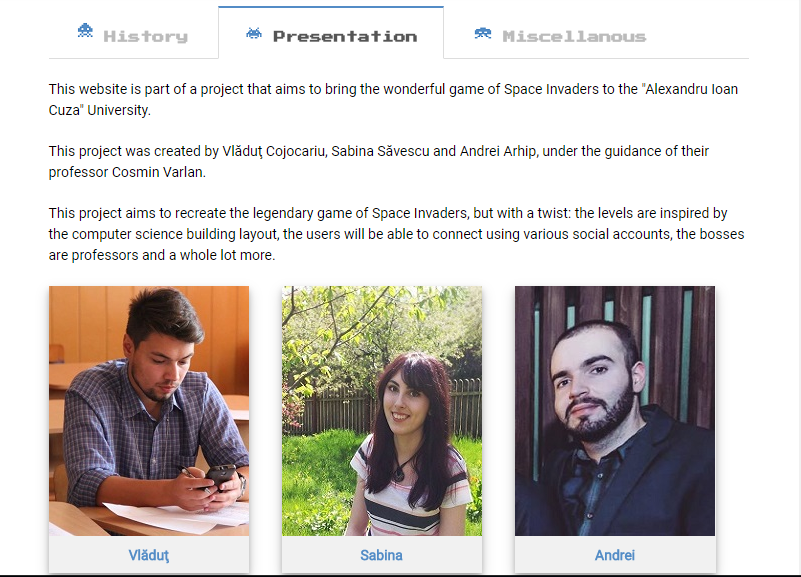 History Presentation Miscellanous
This website is part of a project that aims to bring the wonderful game of Space Invaders to the "Alexandru Ioan
Cuza" University.
This project was created by Vlăduţ Cojocariu, Sabina Săvescu and Andrei Arhip, under the guidance of their
professor Cosmin Varlan.
This project aims to recreate the legendary game of Space Invaders, but with a twist: the levels are inspired by
the computer science building layout, the users will be able to connect using various social accounts, the bosses
are professors and a whole lot more.
Vlăduţ Sabina Andrei